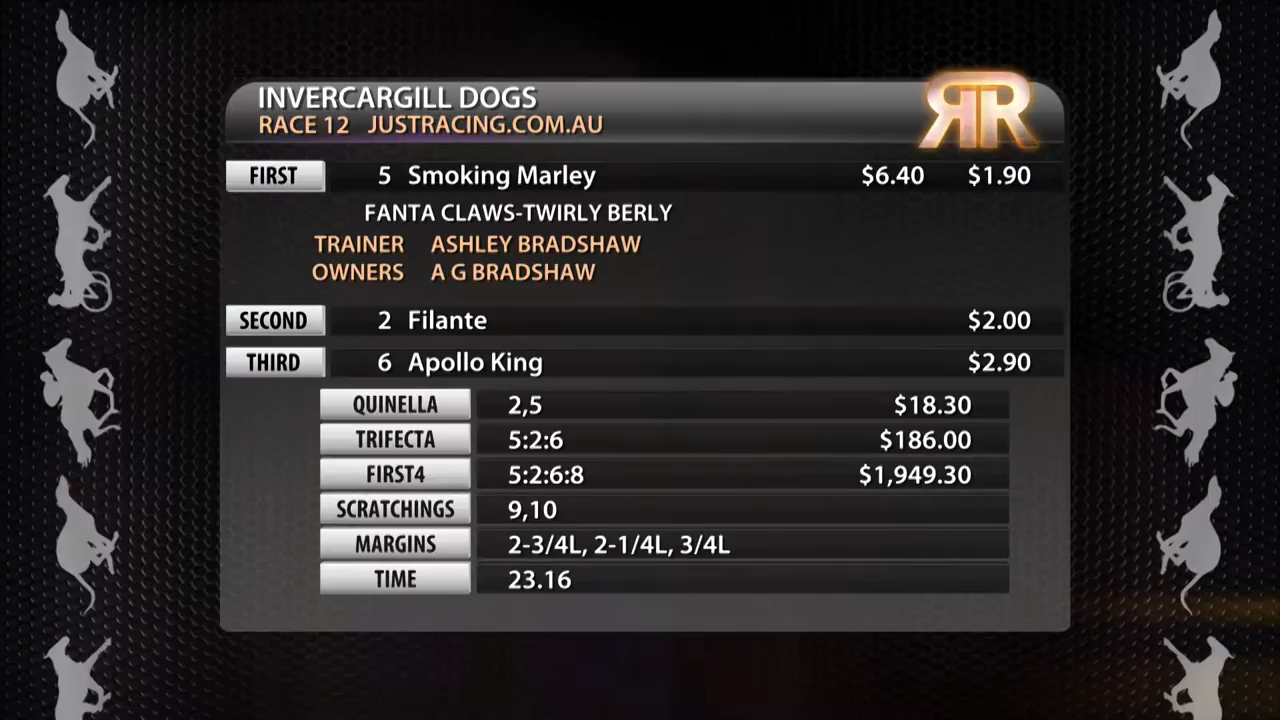 INVERCARGILL DOGS
RACE 12 JUSTRACING.COM.AU
RR
FIRST 5 Smoking Marley $6.40 $1.90
FANTA CLAWS-TWIRLY BERLY
TRAINER ASHLEY BRADSHAW
OWNERS A G BRADSHAW
SECOND 2 Filante $2.00
THIRD 6 Apollo King $2.90
QUINELLA 2,5 $18.30
TRIFECTA 5:2:6 $186.00
FIRST4 5:2:6:8 $1,949.30
SCRATCHINGS 9,10
MARGINS 2-3/4L, 2-1/4L, 3/4L
TIME 23.16